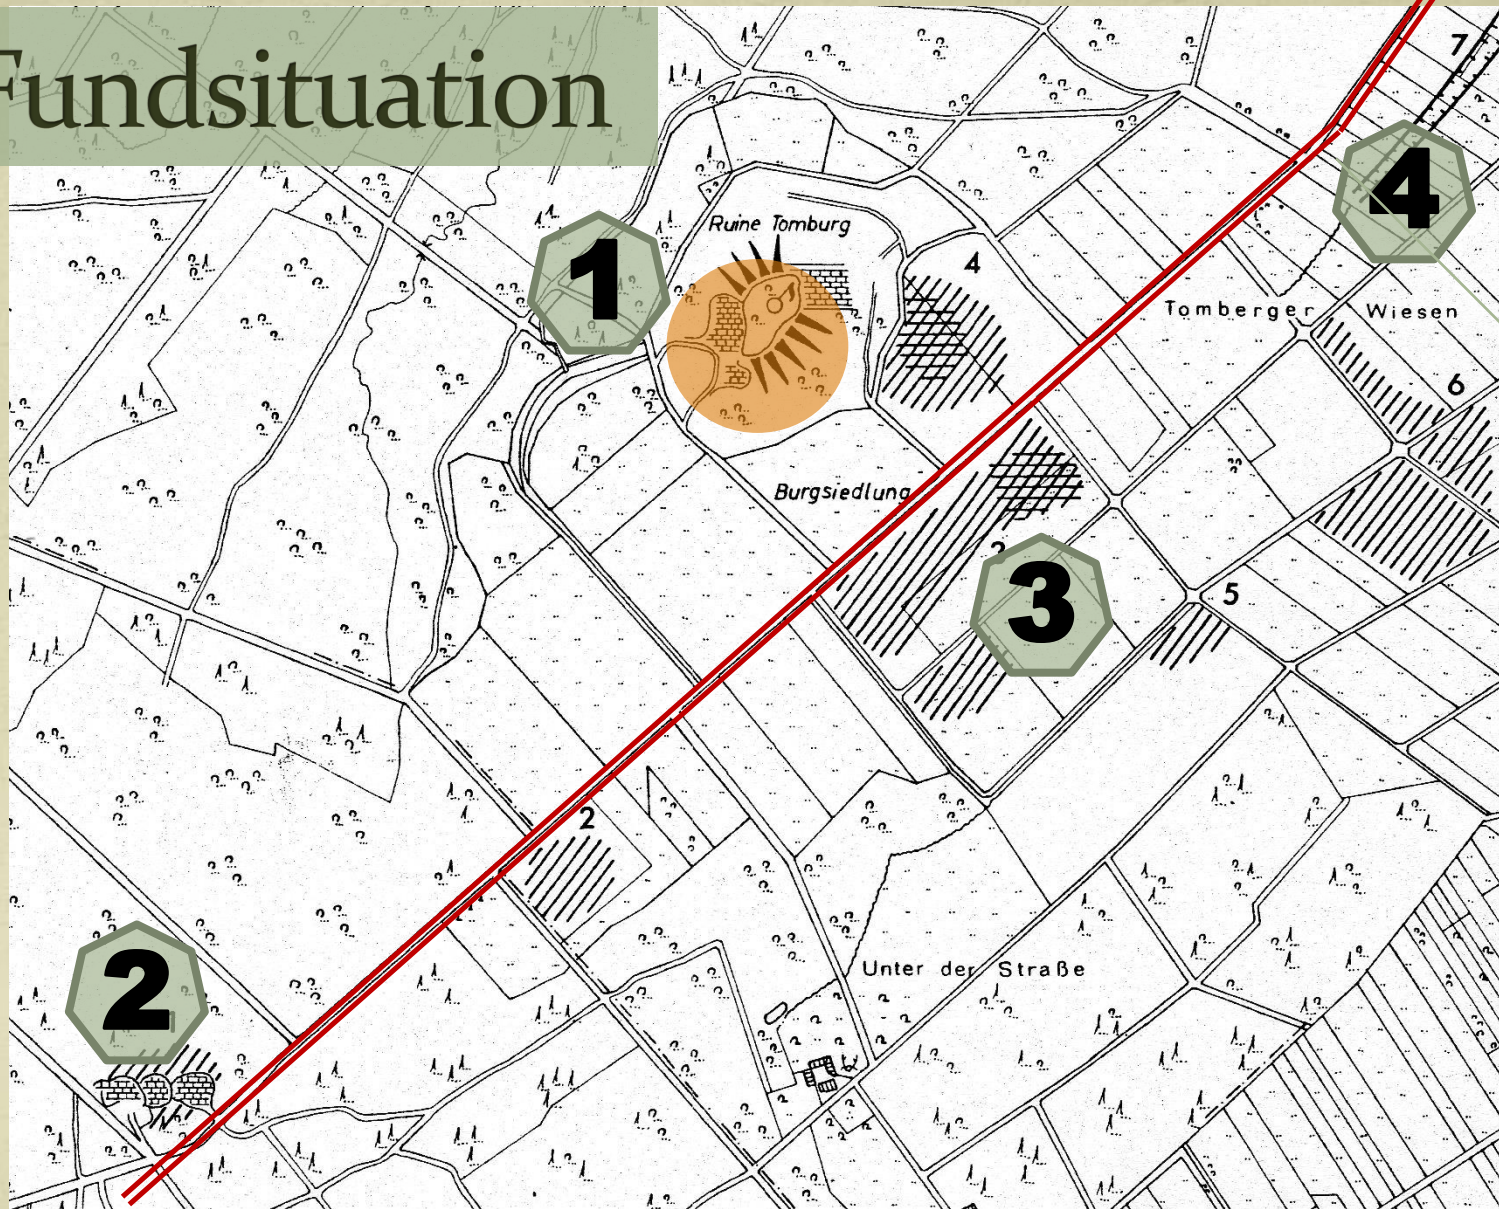 Fundsituation
7
4
Ruine Tomburg
1
4
Tomberger Wiesen
6
Burgsiedlung
3
5
2
Unter der Straße
2